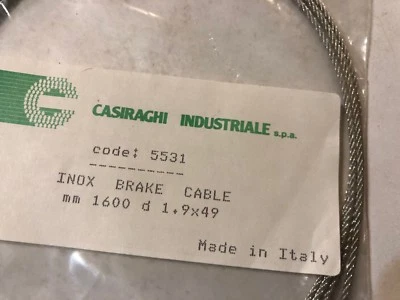 CASIRAGHI INDUSTRIALE s.p.a.
code: 5531
----------
INOX BRAKE CABLE
mm 1600 d 1.9x49
Made in Italy